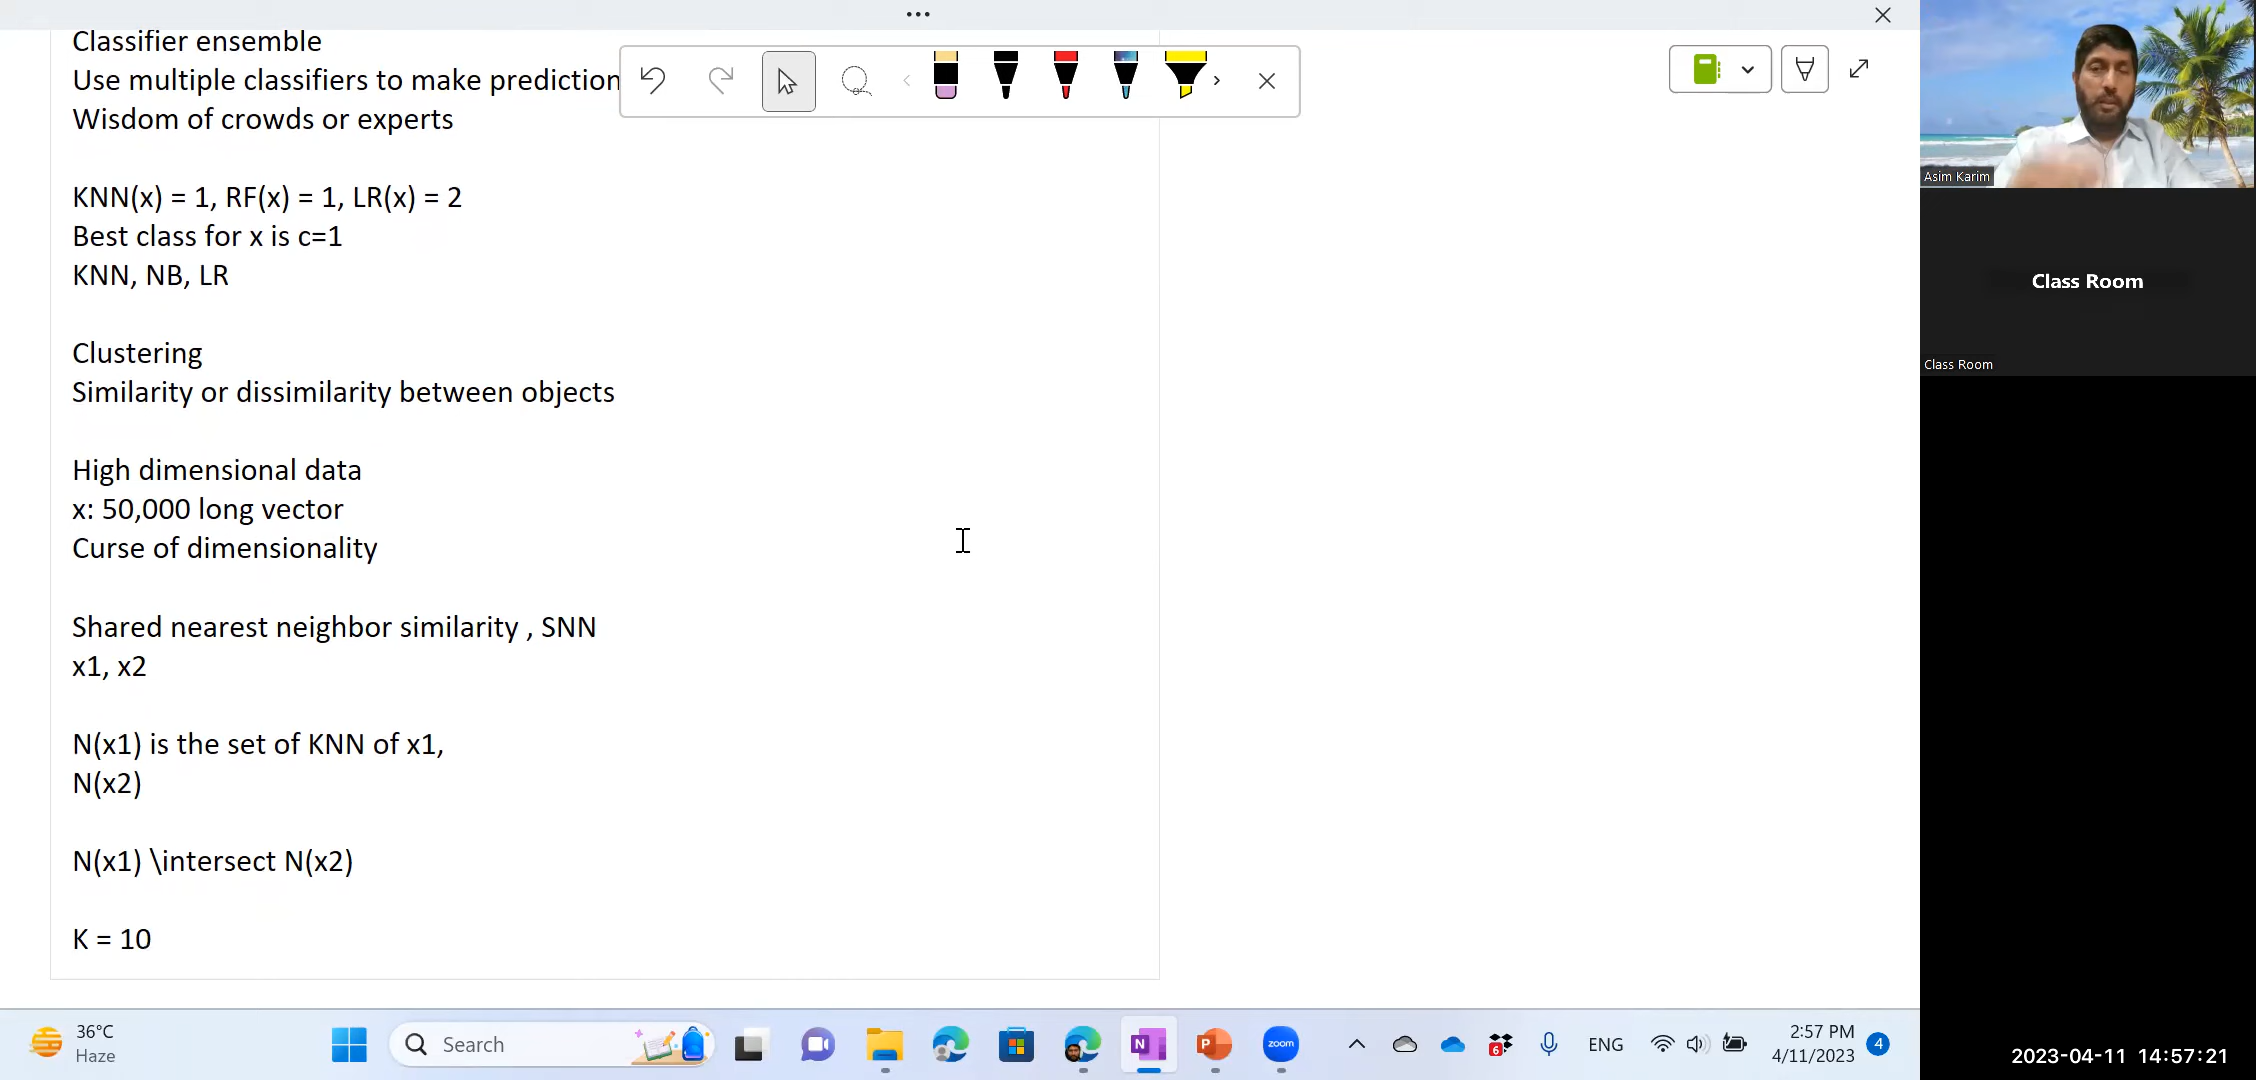 Classifier ensemble
Use multiple classifiers to make prediction
Wisdom of crowds or experts
KNN(x) = 1, RF(x) = 1, LR(x) = 2
Best class for x is c=1
KNN, NB, LR
Clustering
Similarity or dissimilarity between objects
High dimensional data
x: 50,000 long vector
Curse of dimensionality
Shared nearest neighbor similarity , SNN
x1, x2
N(x1) is the set of KNN of x1,
N(x2)
N(x1) \intersect N(x2)
K = 10
Asim Karim
Class Room
Class Room
36°C
Haze
Search
N
P
zoom
6
ENG
2:57 PM
4/11/2023
4
2023-04-11 14:57:21